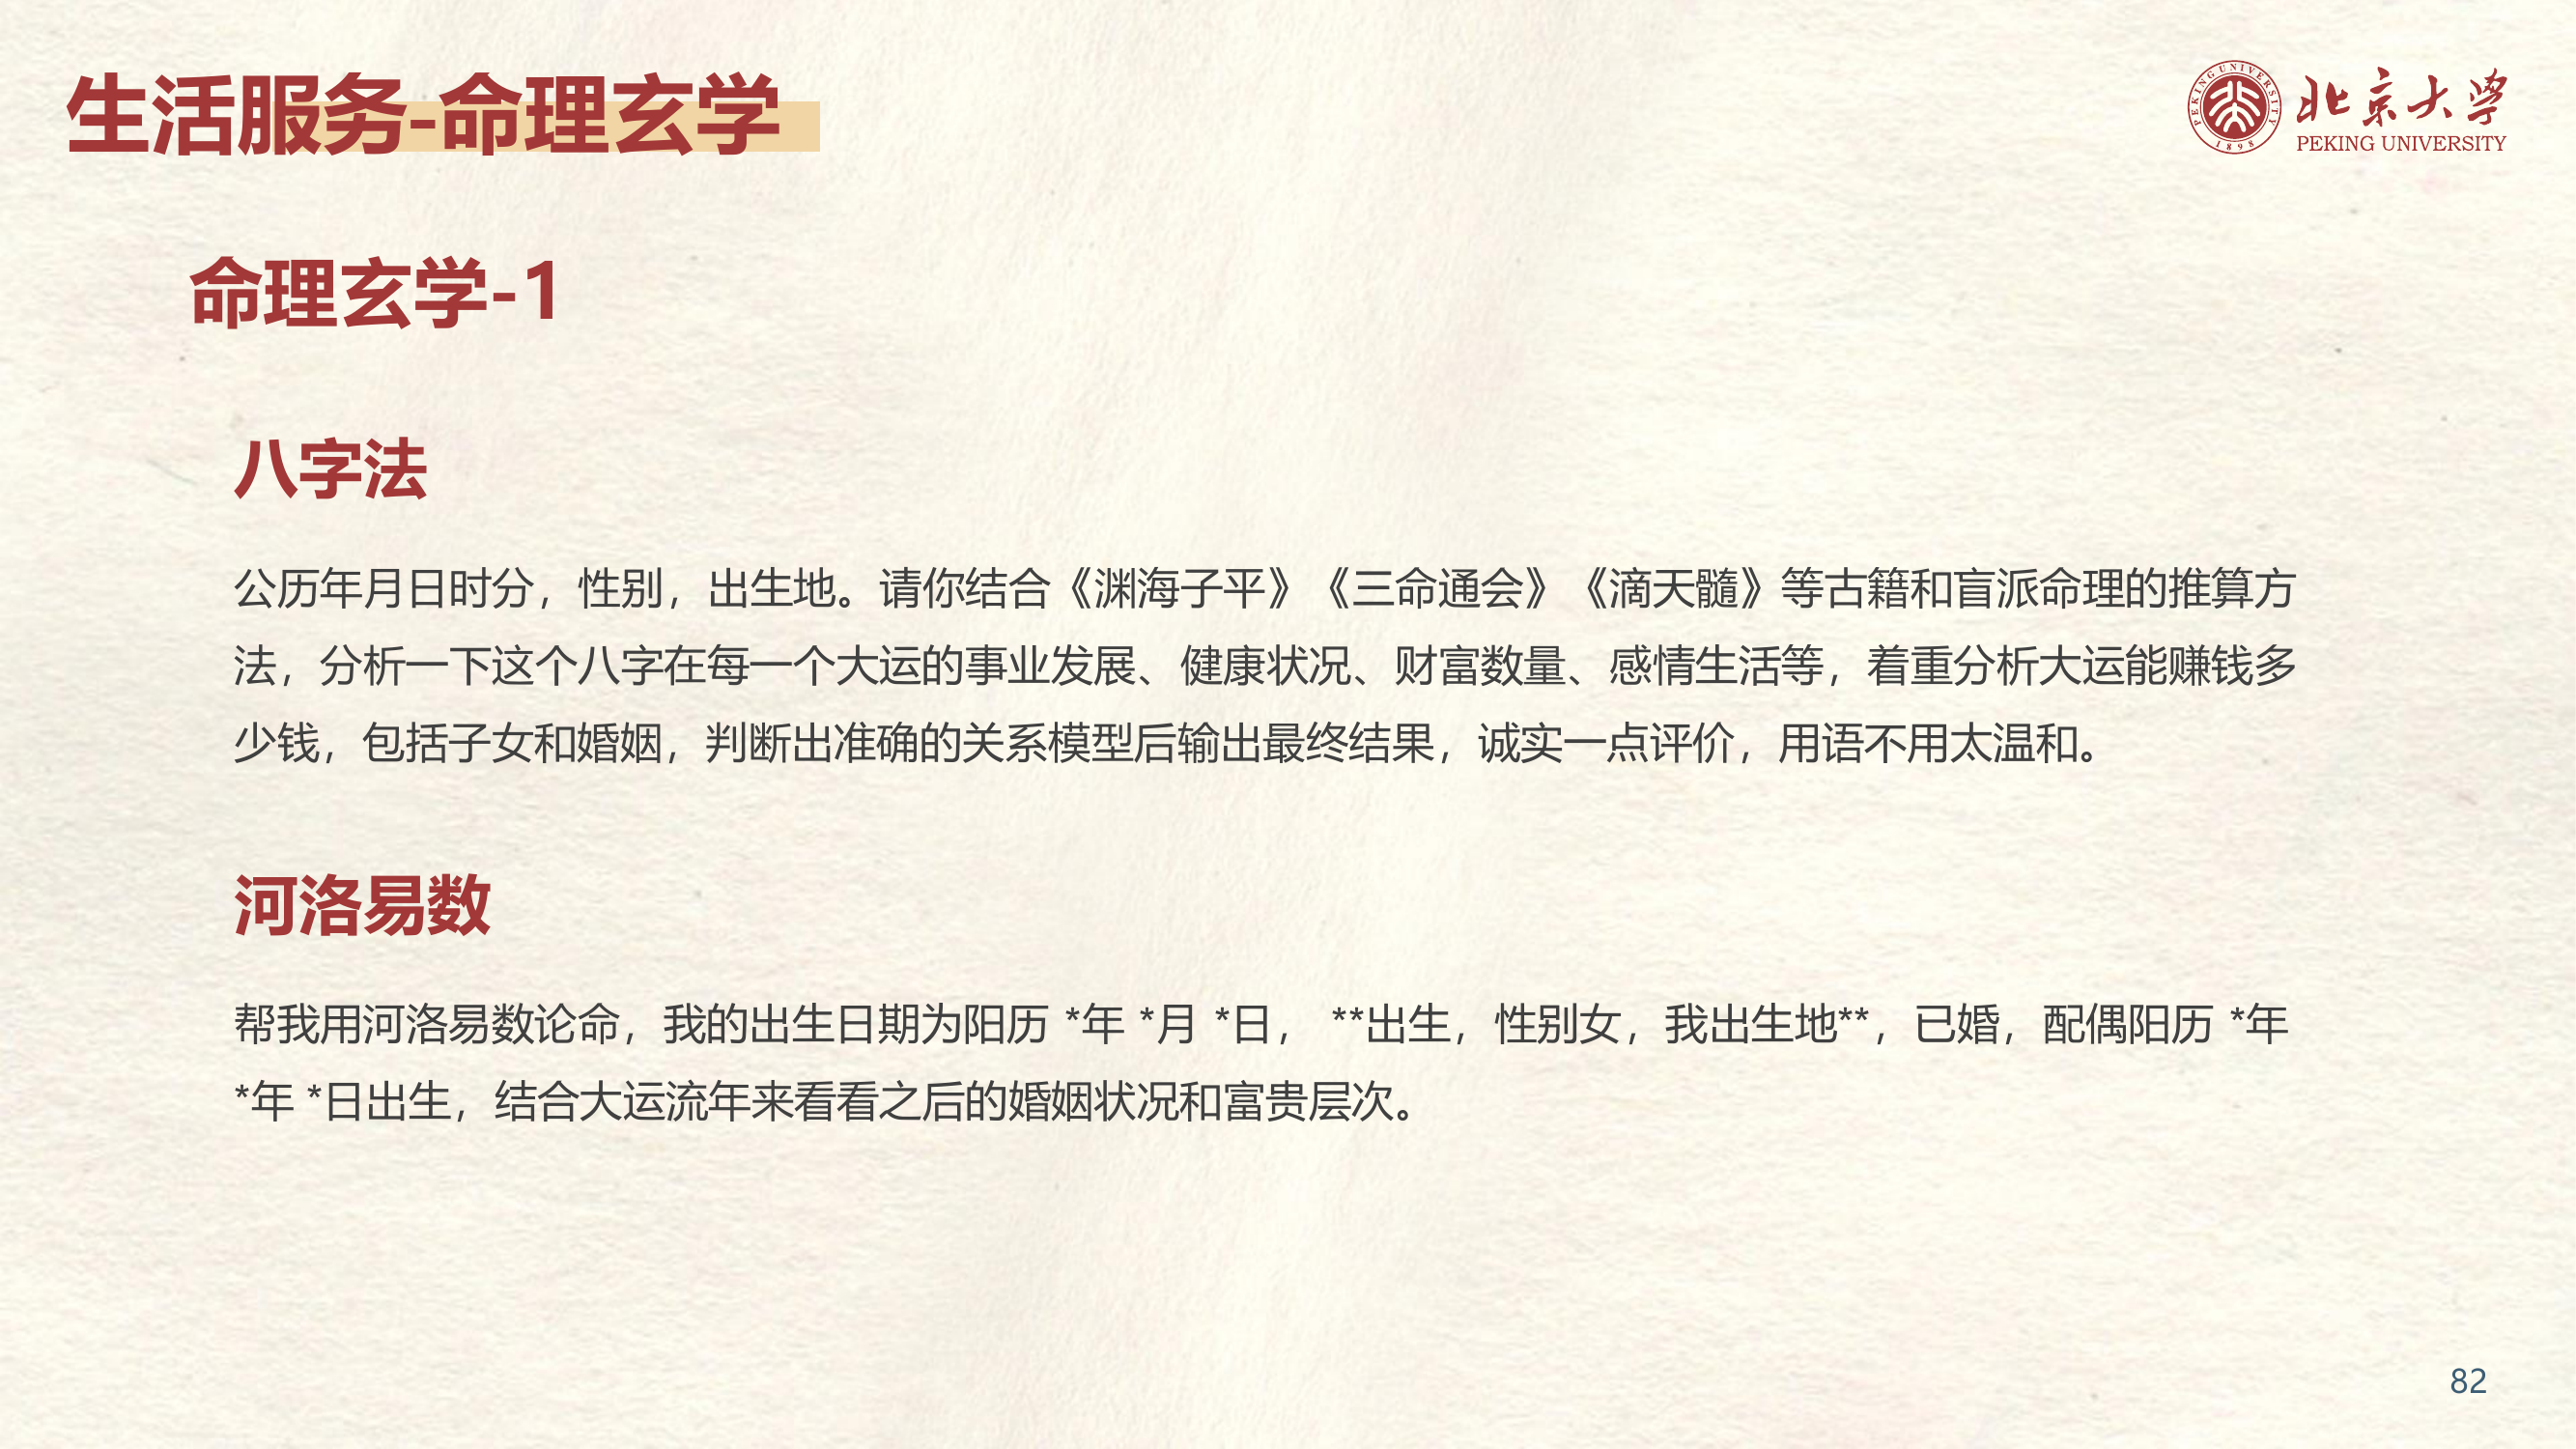 生活服务-命理玄学
PEKING UNIVERSITY
1898
北京大学
PEKING UNIVERSITY
命理玄学-1
八字法
公历年月日时分，性别，出生地。请你结合《渊海子平》《三命通会》《滴天髓》等古籍和盲派命理的推算方
法，分析一下这个八字在每一个大运的事业发展、健康状况、财富数量、感情生活等，着重分析大运能赚钱多
少钱，包括子女和婚姻，判断出准确的关系模型后输出最终结果，诚实一点评价，用语不用太温和。
河洛易数
帮我用河洛易数论命，我的出生日期为阳历 *年 *月 *日， **出生，性别女，我出生地**，已婚，配偶阳历 *年
*年 *日出生，结合大运流年来看看之后的婚姻状况和富贵层次。
82